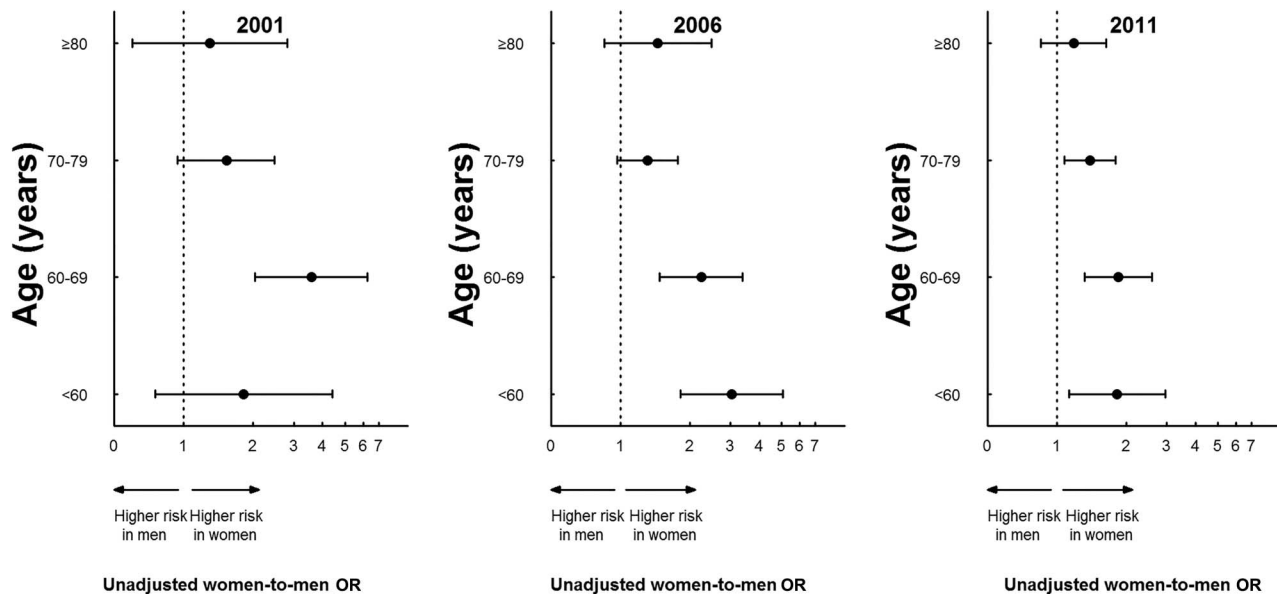 2001
≥80
70-79
60-69
<60
Age (years)
0 1 2 3 4 5 6 7
Higher risk in men
Higher risk in women
Unadjusted women-to-men OR
2006
≥80
70-79
60-69
<60
Age (years)
0 1 2 3 4 5 6 7
Higher risk in men
Higher risk in women
Unadjusted women-to-men OR
2011
≥80
70-79
60-69
<60
Age (years)
0 1 2 3 4 5 6 7
Higher risk in men
Higher risk in women
Unadjusted women-to-men OR